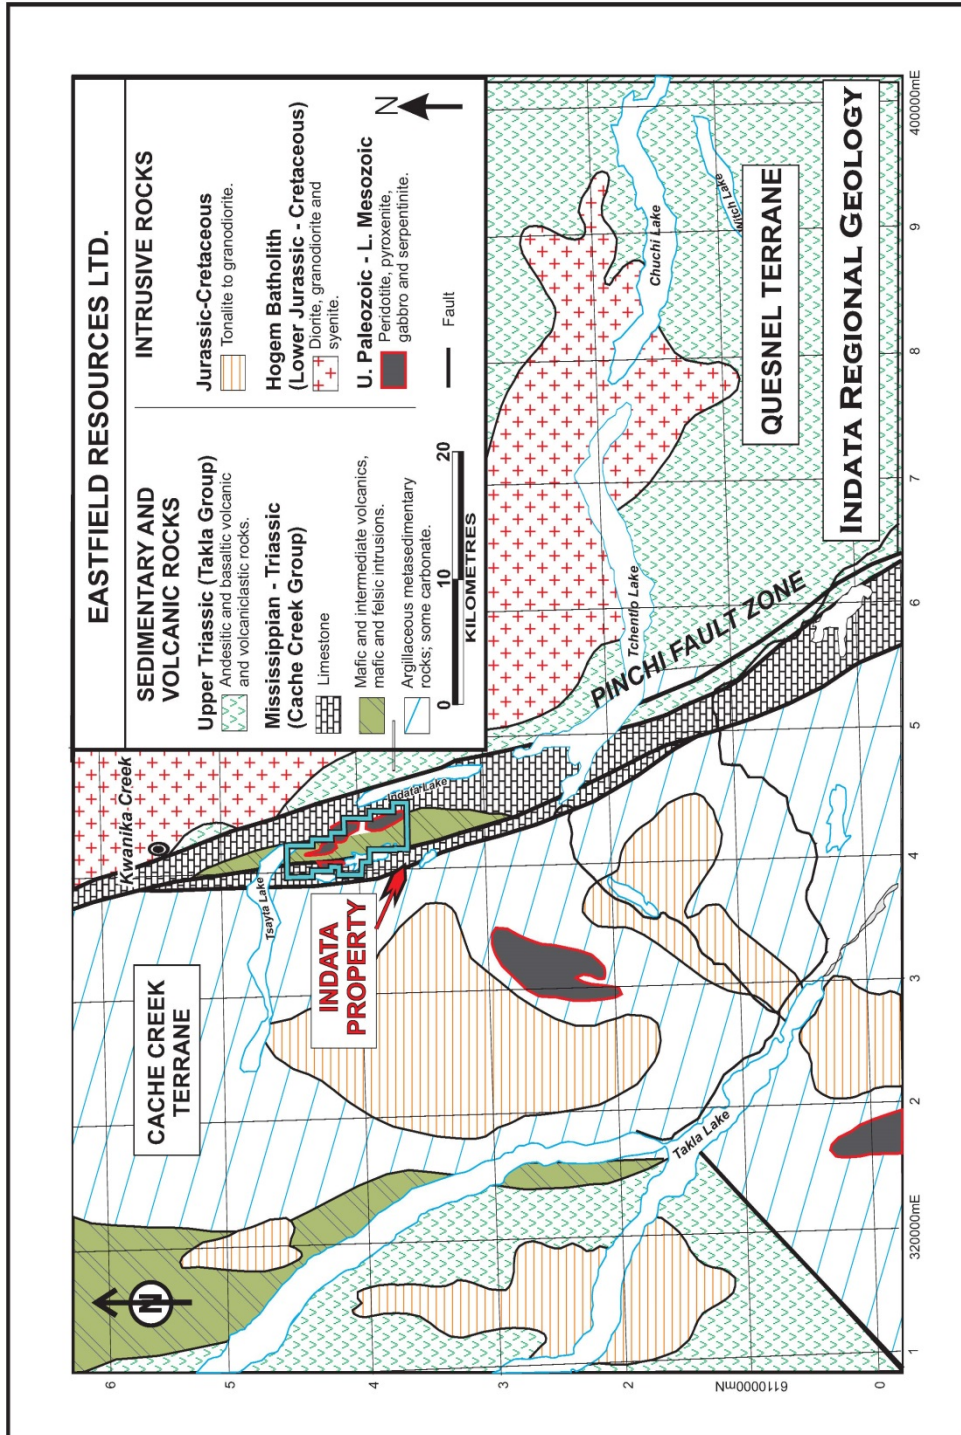 EASTFIELD RESOURCES LTD.
SEDIMENTARY AND
VOLCANIC ROCKS
Upper Triassic (Takla Group)
Andesitic and basaltic volcanic
and volcaniclastic rocks.
Mississippian - Triassic
(Cache Creek Group)
Limestone
Mafic and intermediate volcanics,
mafic and felsic intrusions.
Argillaceous metasedimentary
rocks; some carbonate.
0
10
20
KILOMETRES
INTRUSIVE ROCKS
Jurassic-Cretaceous
Tonalite to granodiorite.
Hogem Batholith
(Lower Jurassic - Cretaceous)
Diorite, granodiorite and
syenite.
U. Paleozoic - L. Mesozoic
Peridotite, pyroxenite,
gabbro and serpentinite.
Fault
N
N
CACHE CREEK
TERRANE
Kwanika Creek
Tsayta Lake
Indata Lake
INDATA
PROPERTY
Tchentlo Lake
Chuchi Lake
Witch Lake
PINCHI FAULT ZONE
Takla Lake
QUESNEL TERRANE
INDATA REGIONAL GEOLOGY
6
5
4
3
2
6110000mN
0
1
320000mE
2
3
4
5
6
7
8
9
400000mE